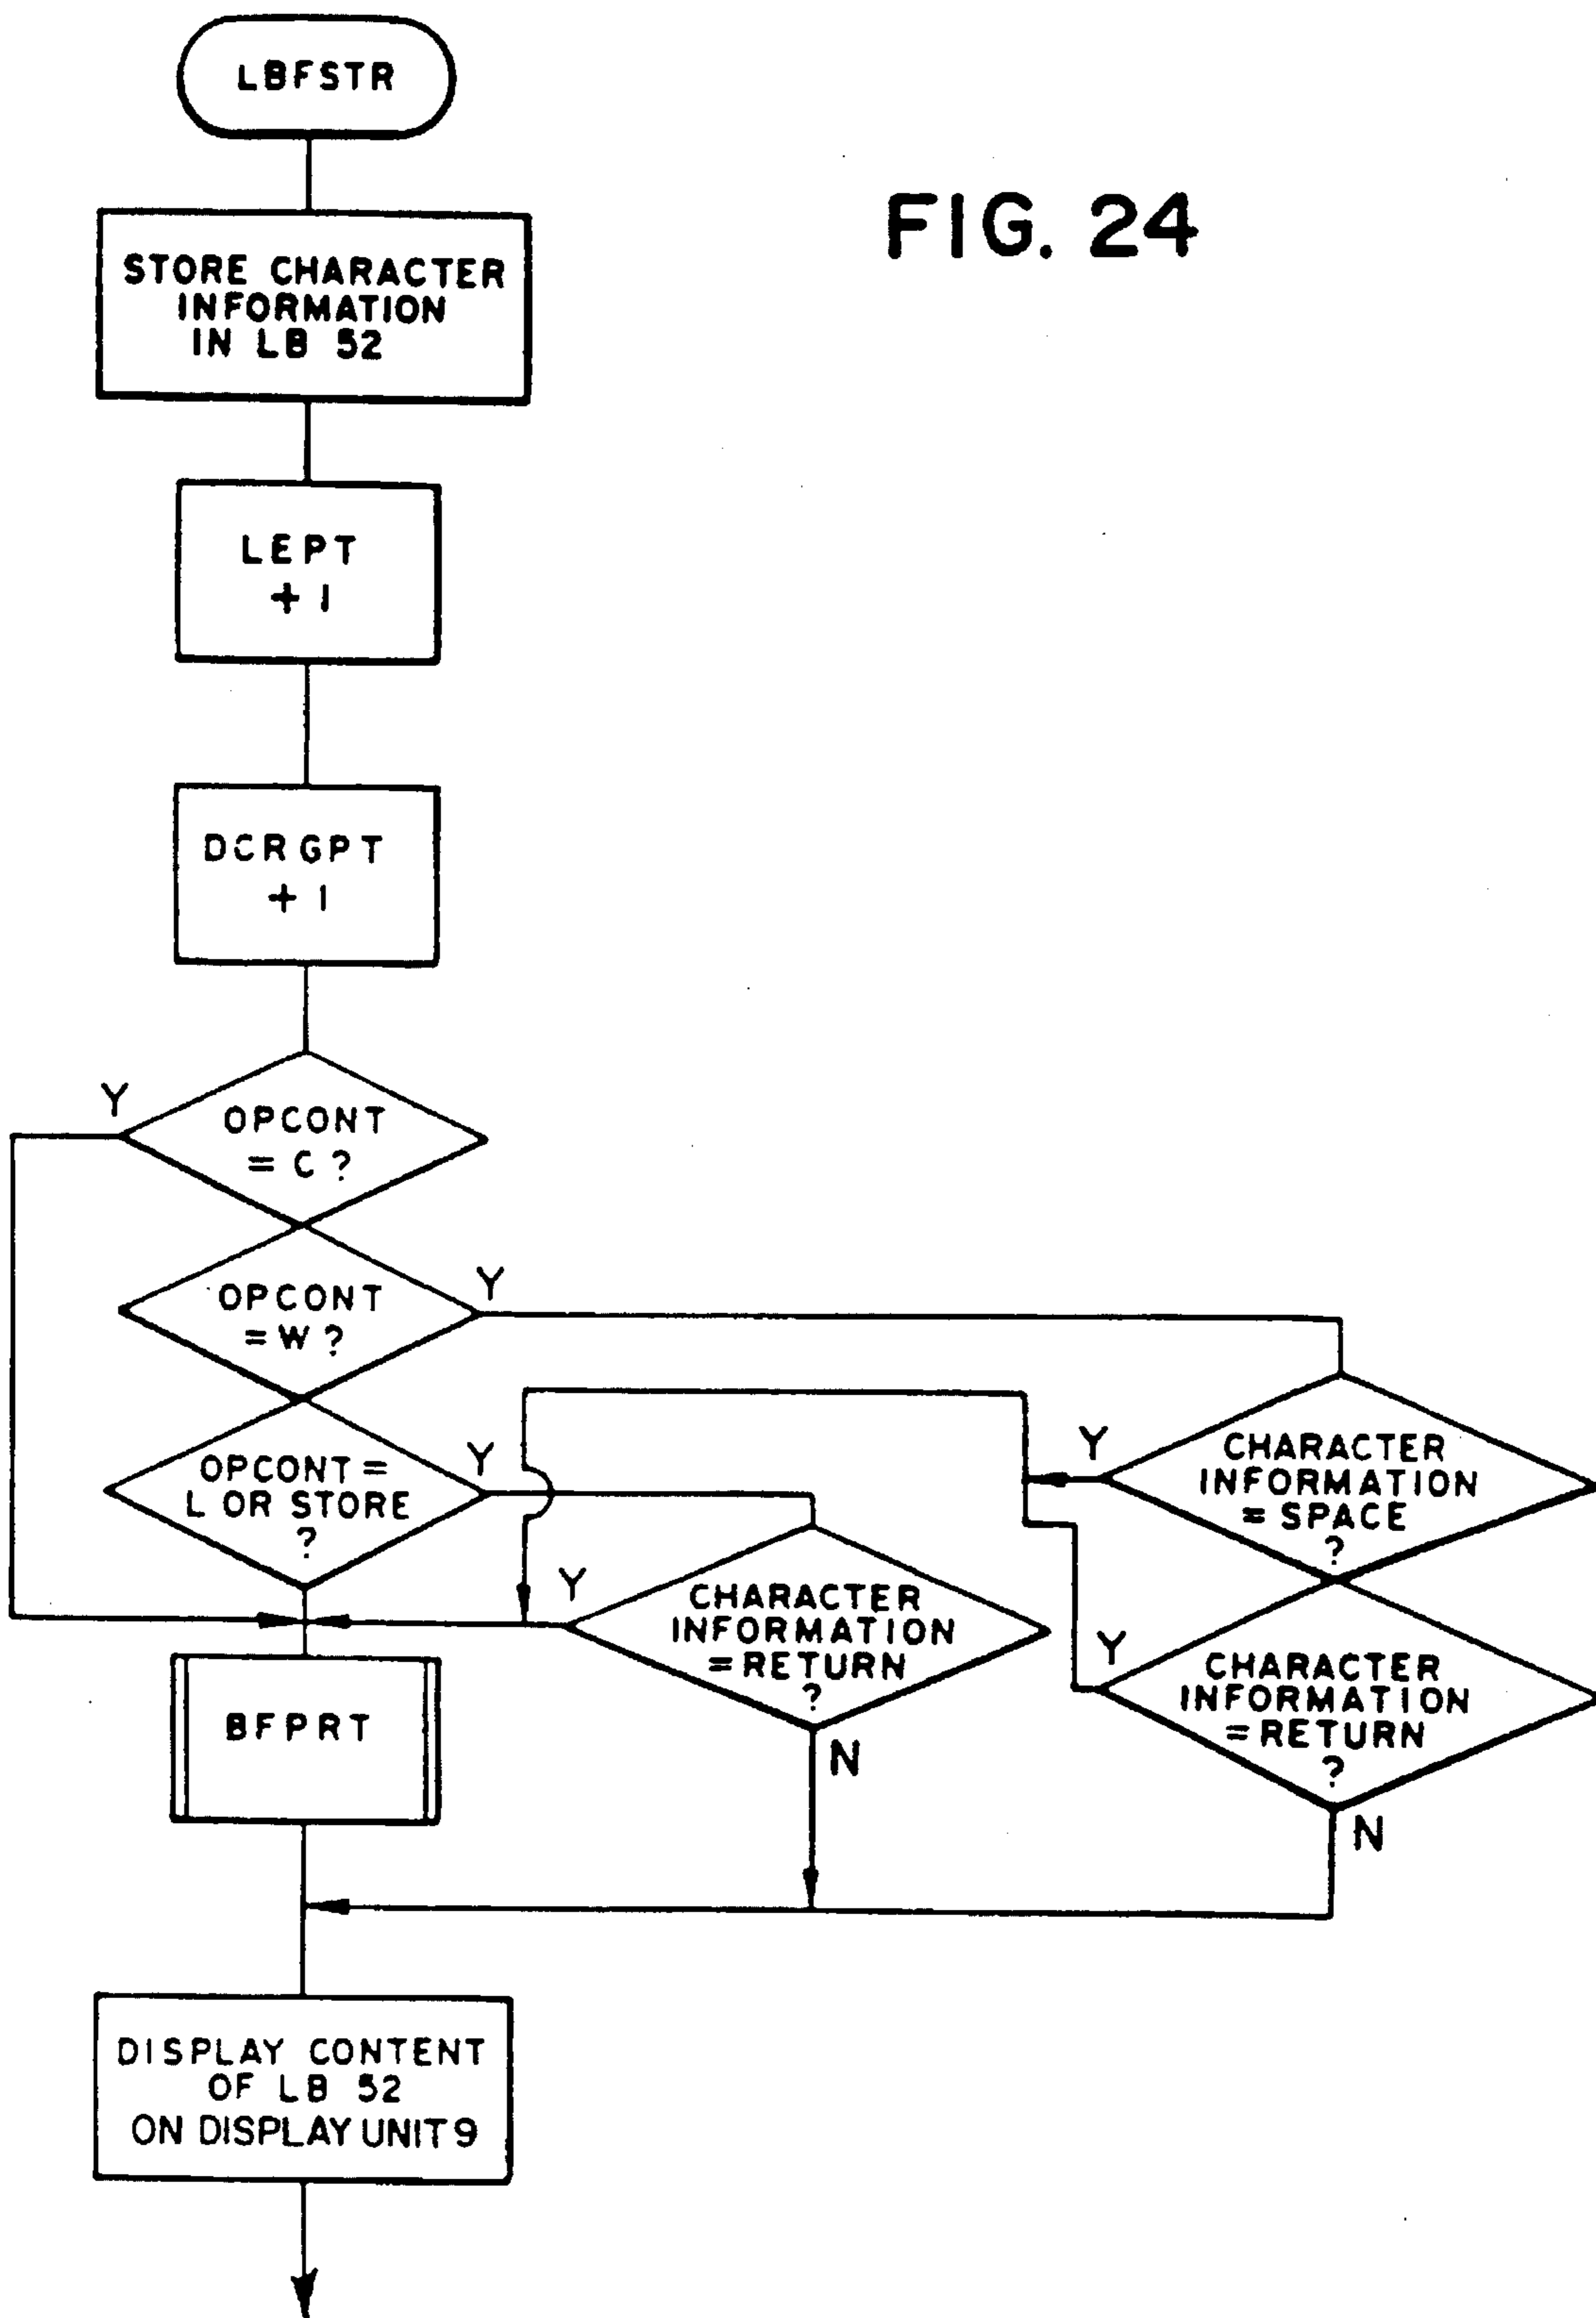 LBFSTR
FIG. 24
STORE CHARACTER
INFORMATION
IN LB 52
LEPT
+ 1
DCRGPT
+ 1
Y
OPCONT
= C ?
OPCONT
= W ?
Y
OPCONT =
L OR STORE
?
Y
Y
CHARACTER
INFORMATION
= SPACE
?
Y
CHARACTER
INFORMATION
= RETURN
?
N
Y
CHARACTER
INFORMATION
= RETURN
?
N
BFPRT
DISPLAY CONTENT
OF LB 52
ON DISPLAY UNIT 9